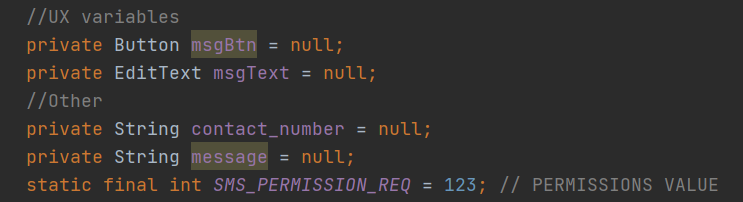 //UX variables
private Button msgBtn = null;
private EditText msgText = null;
//Other
private String contact_number = null;
private String message = null;
static final int SMS_PERMISSION_REQ = 123; // PERMISSIONS VALUE